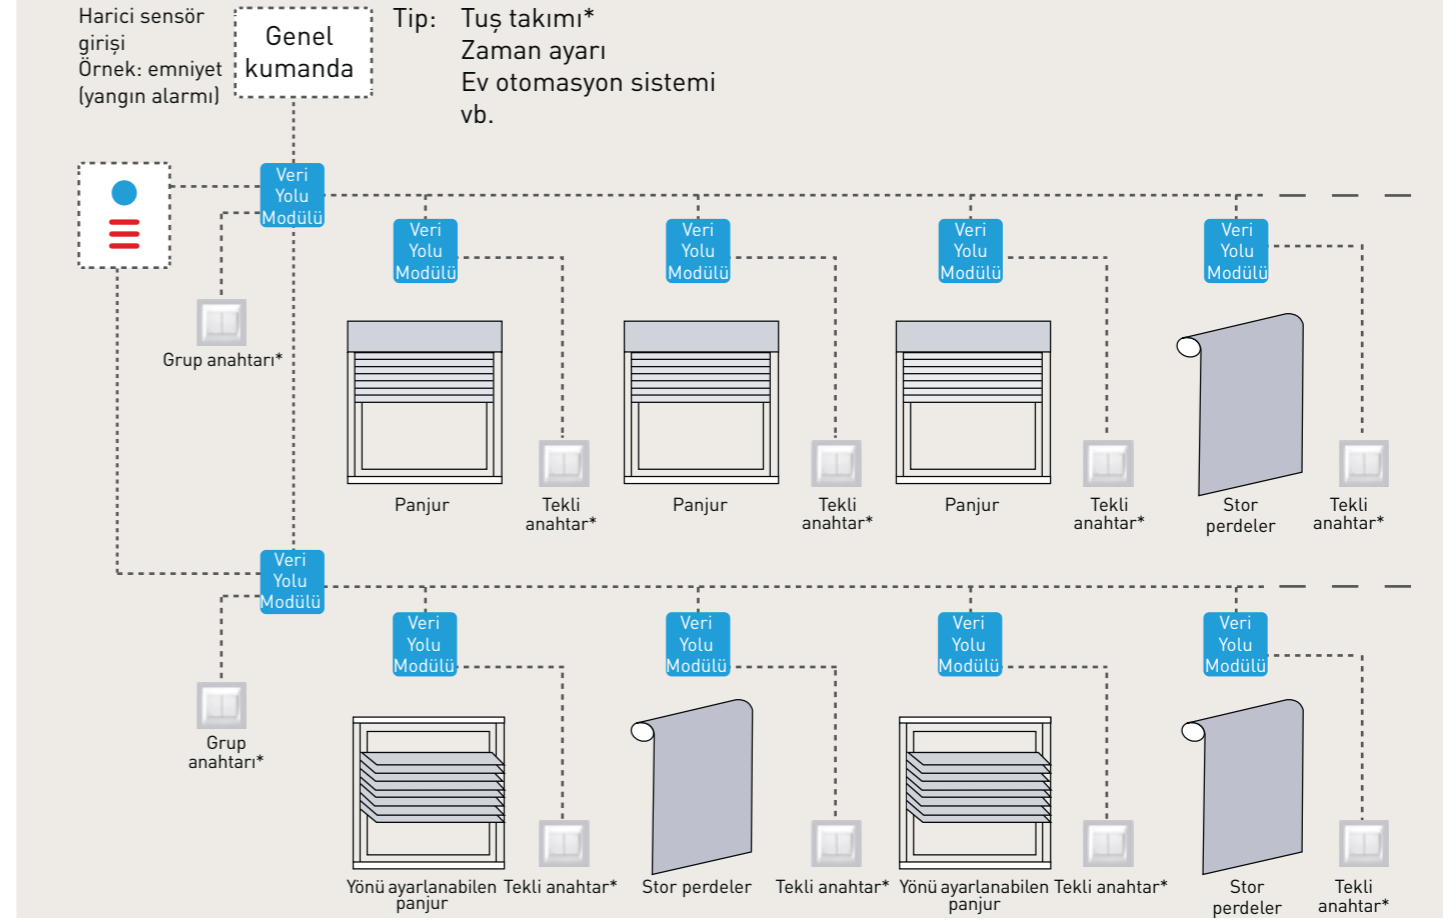 Harici sensör
girişi
Örnek: emniyet
(yangın alarmı)
Genel
kumanda
Tip: Tuş takımı*
Zaman ayarı
Ev otomasyon sistemi
vb.
Veri
Yolu
Modülü
Veri
Yolu
Modülü
Veri
Yolu
Modülü
Veri
Yolu
Modülü
Veri
Yolu
Modülü
Grup anahtarı*
Panjur
Tekli
anahtar*
Panjur
Tekli
anahtar*
Panjur
Tekli
anahtar*
Stor
perdeler
Tekli
anahtar*
Veri
Yolu
Modülü
Veri
Yolu
Modülü
Veri
Yolu
Modülü
Veri
Yolu
Modülü
Veri
Yolu
Modülü
Grup
anahtarı*
Yönü ayarlanabilen
panjur
Tekli anahtar*
Stor perdeler
Tekli anahtar*
Yönü ayarlanabilen
panjur
Tekli anahtar*
Stor
perdeler
Tekli
anahtar*